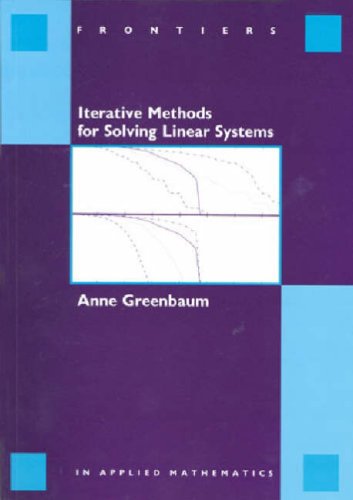 FRONTIERS
Iterative Methods
for Solving Linear Systems
Anne Greenbaum
IN APPLIED MATHEMATICS